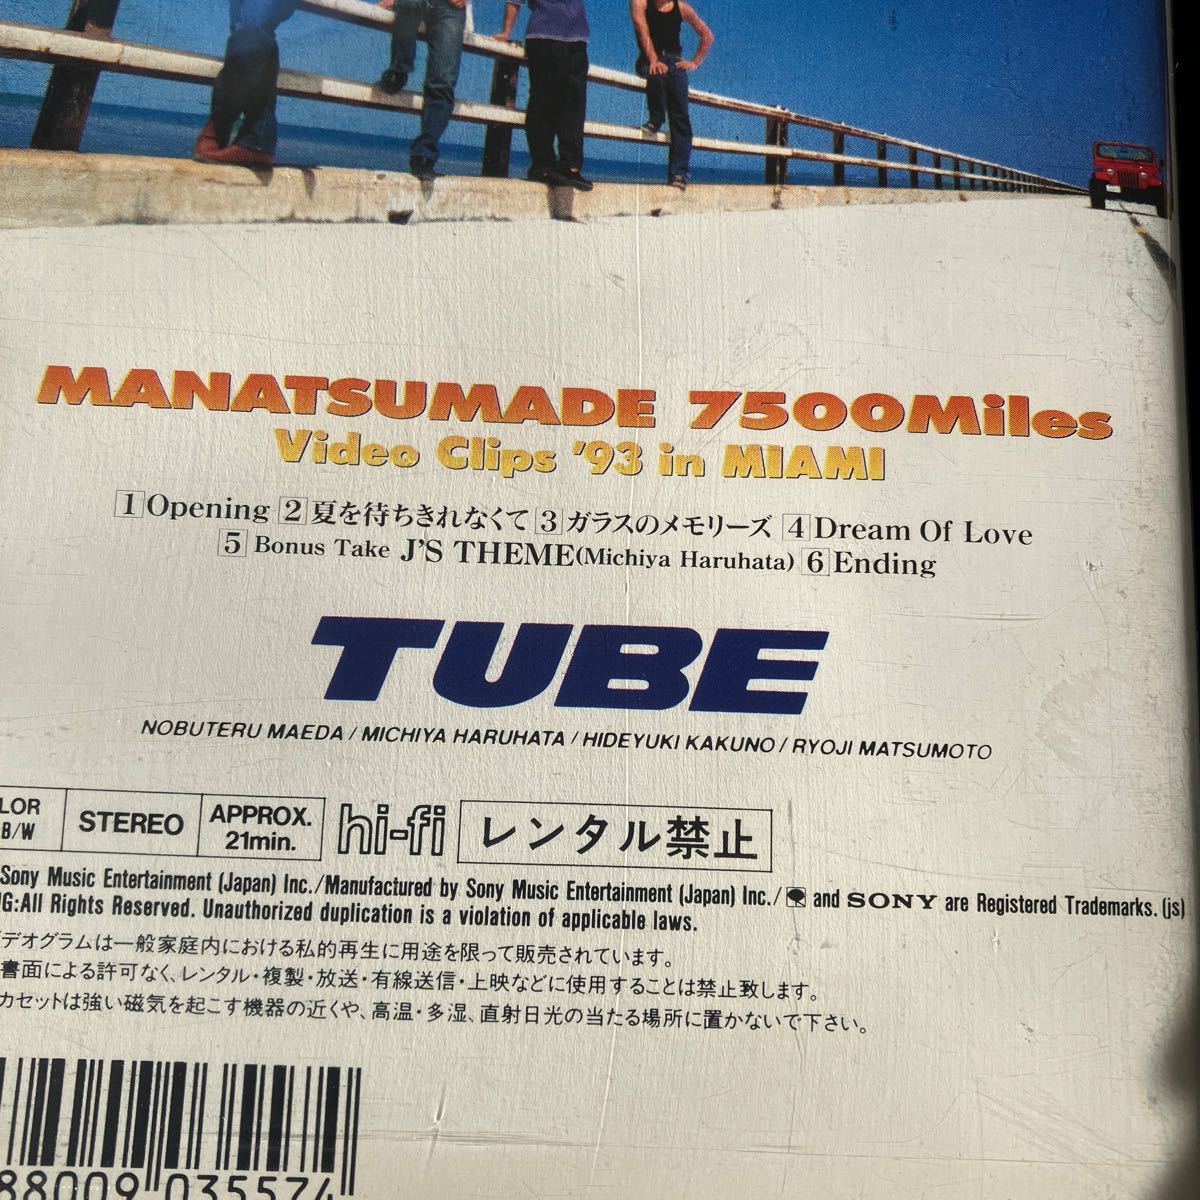 MANATSUMADE 7500Miles
Video Clips '93 in MIAMI
1 Opening 2 夏を待ちきれなくて 3 ガラスのメモリーズ 4 Dream Of Love
5 Bonus Take J'S THEME(Michiya Haruhata) 6 Ending
TUBE
NOBUTERU MAEDA / MICHIYA HARUHATA / HIDEYUKI KAKUNO / RYOJI MATSUMOTO
LOR
B/W
STEREO
APPROX.
21min.
hi-fi
レンタル禁止
Sony Music Entertainment (Japan) Inc./Manufactured by Sony Music Entertainment (Japan) Inc./ and SONY are Registered Trademarks. (js)
G:All Rights Reserved. Unauthorized duplication is a violation of applicable laws.
デオグラムは一般家庭内における私的再生に用途を限って販売されています。
書面による許可なく、レンタル・複製・放送・有線送信・上映などに使用することは禁止致します。
カセットは強い磁気を起こす機器の近くや、高温・多湿、直射日光の当たる場所に置かないで下さい。
88009 035574